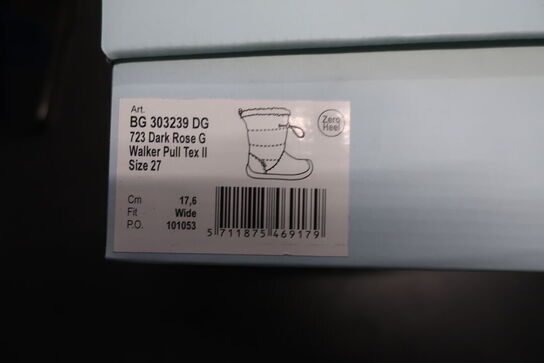 Art.
BG 303239 DG
723 Dark Rose G
Walker Pull Tex II
Size 27
Zero
Heel
Cm 17,6
Fit Wide
P.O. 101053
5 711875 469179